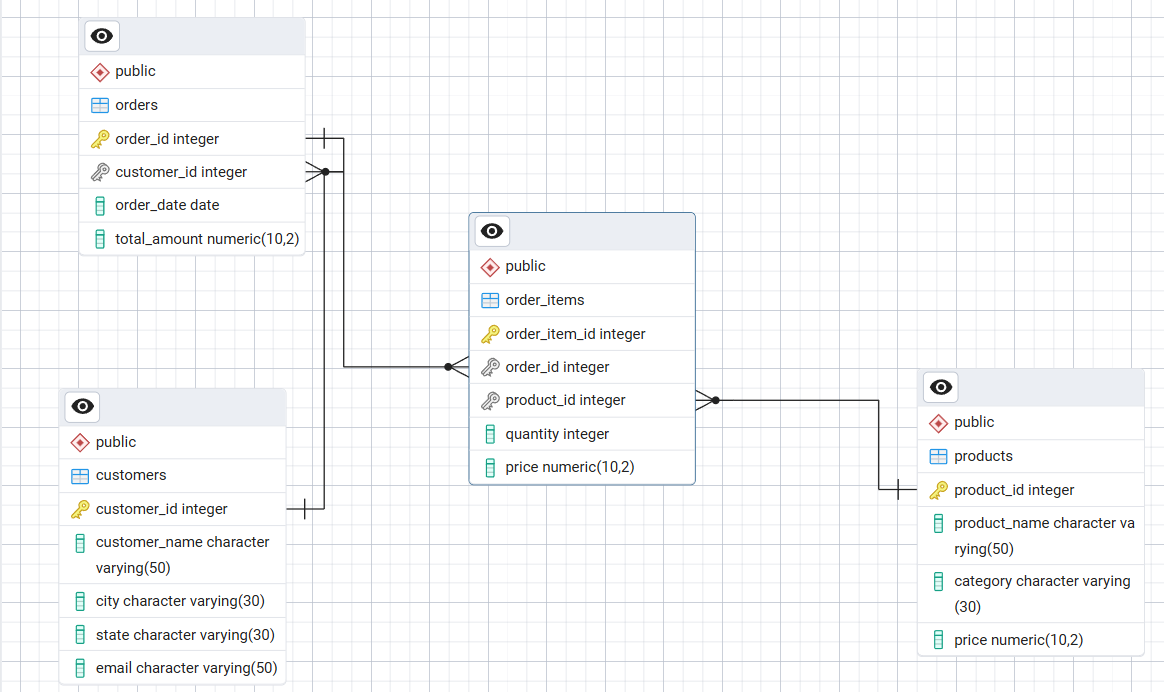 public
orders
order_id integer
customer_id integer
order_date date
total_amount numeric(10,2)
public
order_items
order_item_id integer
order_id integer
product_id integer
quantity integer
price numeric(10,2)
public
customers
customer_id integer
customer_name character
varying(50)
city character varying(30)
state character varying(30)
email character varying(50)
public
products
product_id integer
product_name character va
rying(50)
category character varying
(30)
price numeric(10,2)